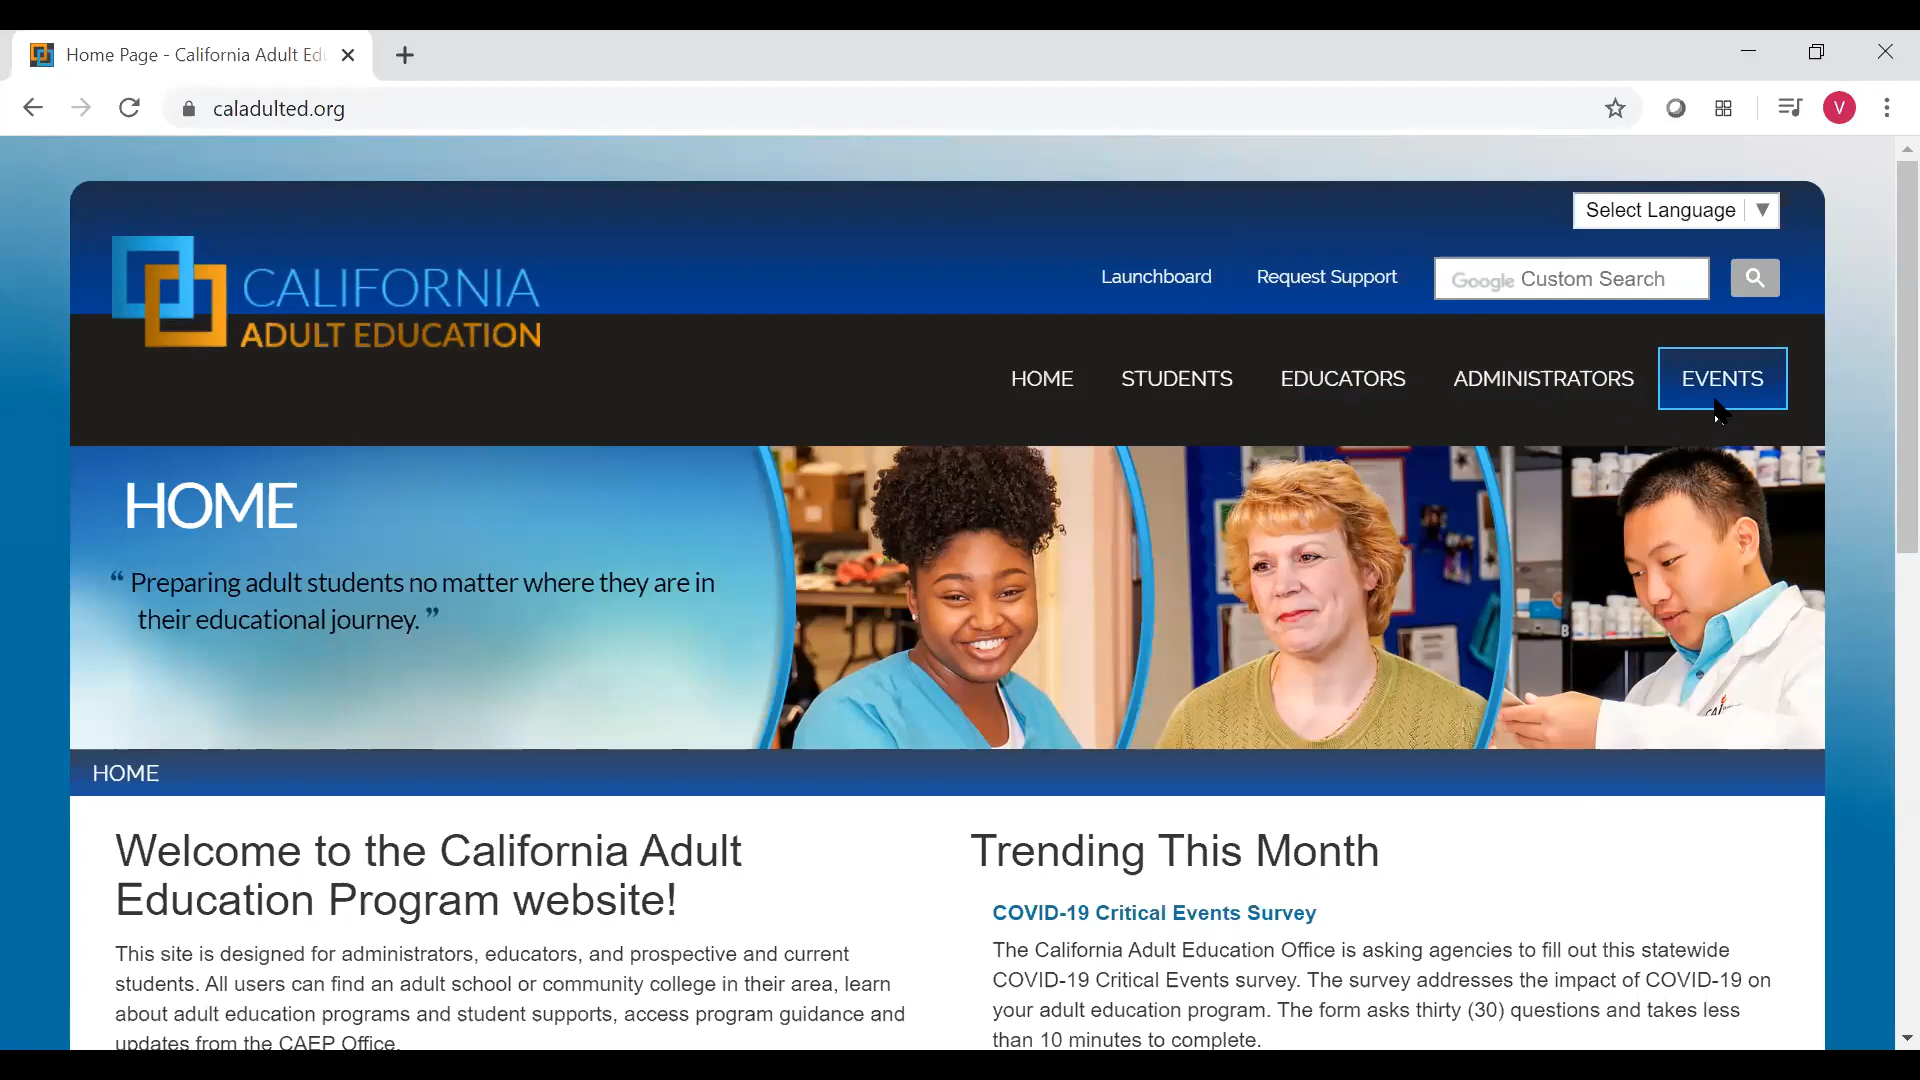 Home Page - California Adult Ed
caladulted.org
V
Select Language ▼
CALIFORNIA
ADULT EDUCATION
Launchboard
Request Support
Google Custom Search
HOME
STUDENTS
EDUCATORS
ADMINISTRATORS
EVENTS
HOME
“ Preparing adult students no matter where they are in
their educational journey. ”
HOME
Welcome to the California Adult
Education Program website!
This site is designed for administrators, educators, and prospective and current
students. All users can find an adult school or community college in their area, learn
about adult education programs and student supports, access program guidance and
updates from the CAEP Office.
Trending This Month
COVID-19 Critical Events Survey
The California Adult Education Office is asking agencies to fill out this statewide
COVID-19 Critical Events survey. The survey addresses the impact of COVID-19 on
your adult education program. The form asks thirty (30) questions and takes less
than 10 minutes to complete.